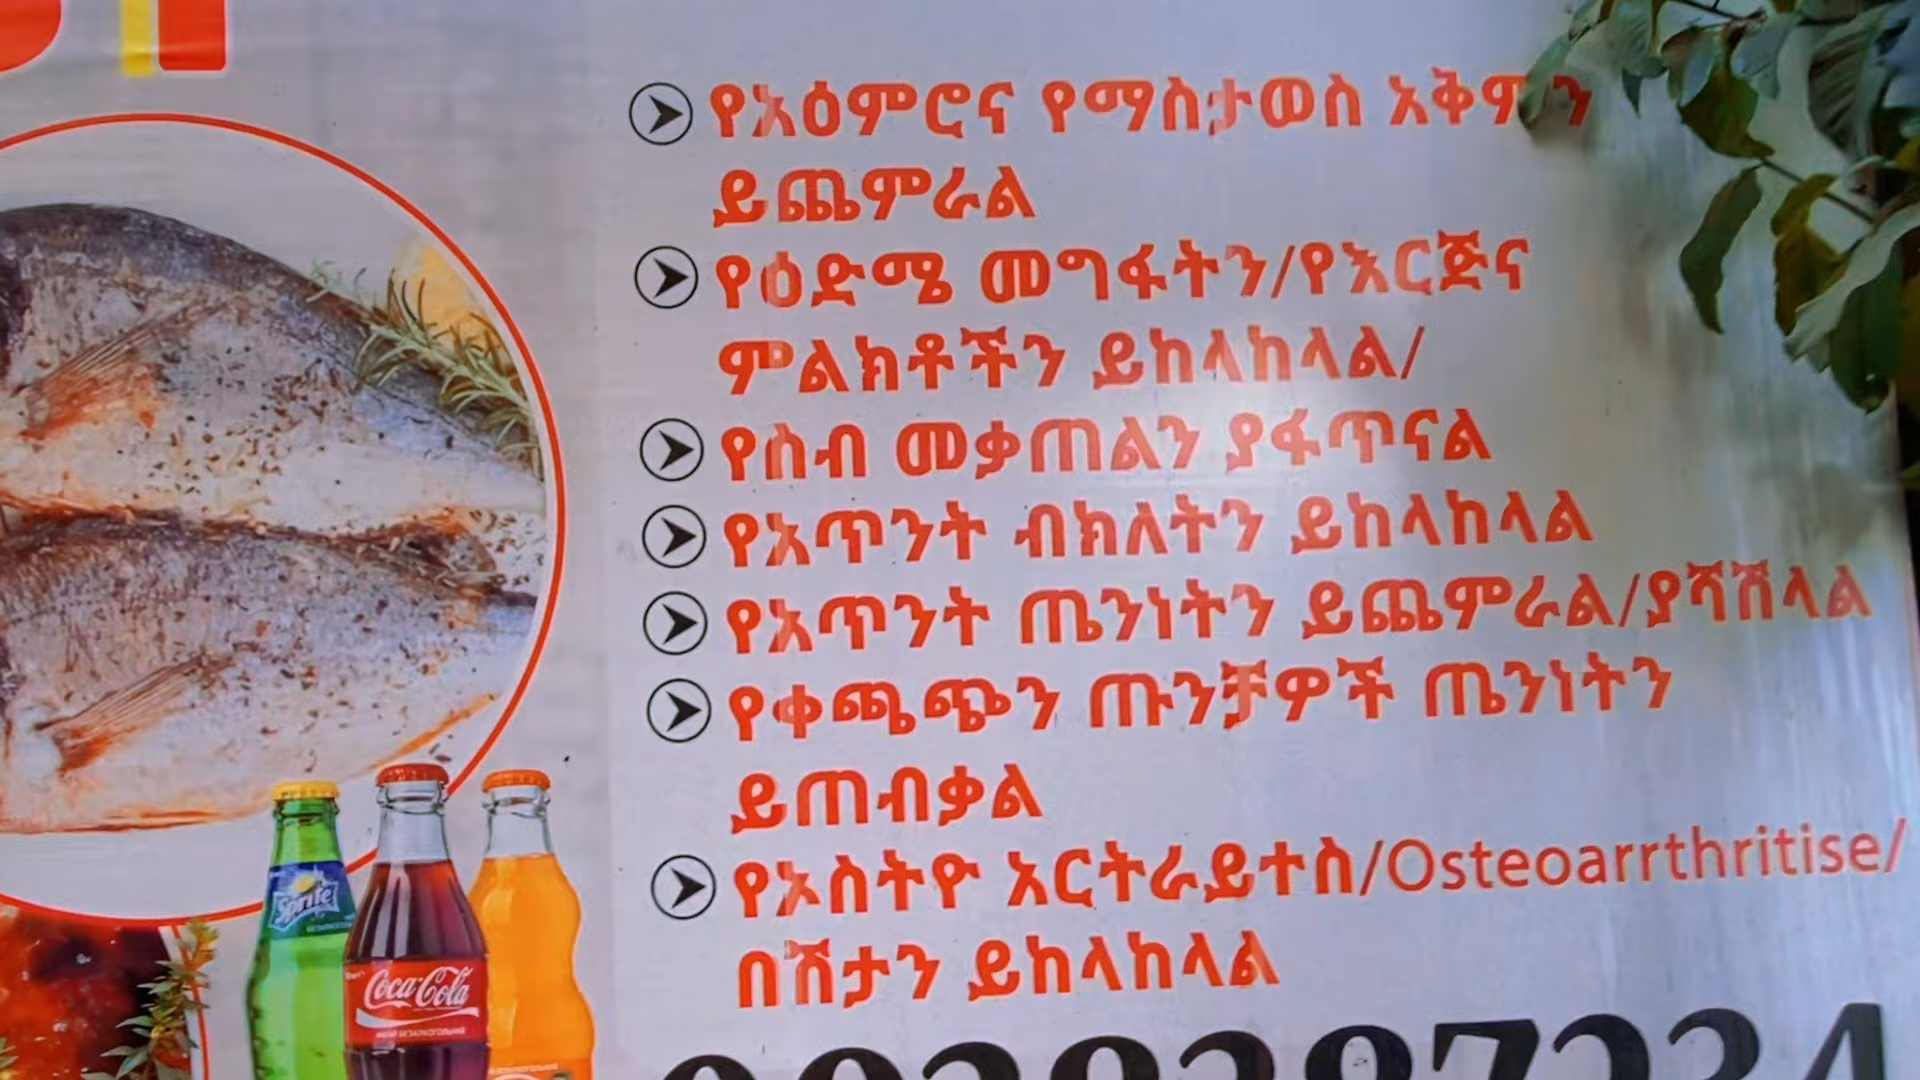 የአዕምሮና የማስታወስ አቅምን
ይጨምራል
የዕድሜ መግፋትን/የእርጅና
ምልክቶችን ይከላከላል/
የስብ መቃጠልን ያፋጥናል
የአጥንት ብክለትን ይከላከላል
የአጥንት ጤንነትን ይጨምራል/ያሻሽላል
የቀጫጭን ጡንቻዎች ጤንነትን
ይጠብቃል
የኦስትዮ አርትራይተስ/Osteoarrthritise/
በሽታን ይከላከላል
Sprite
Coca-Cola